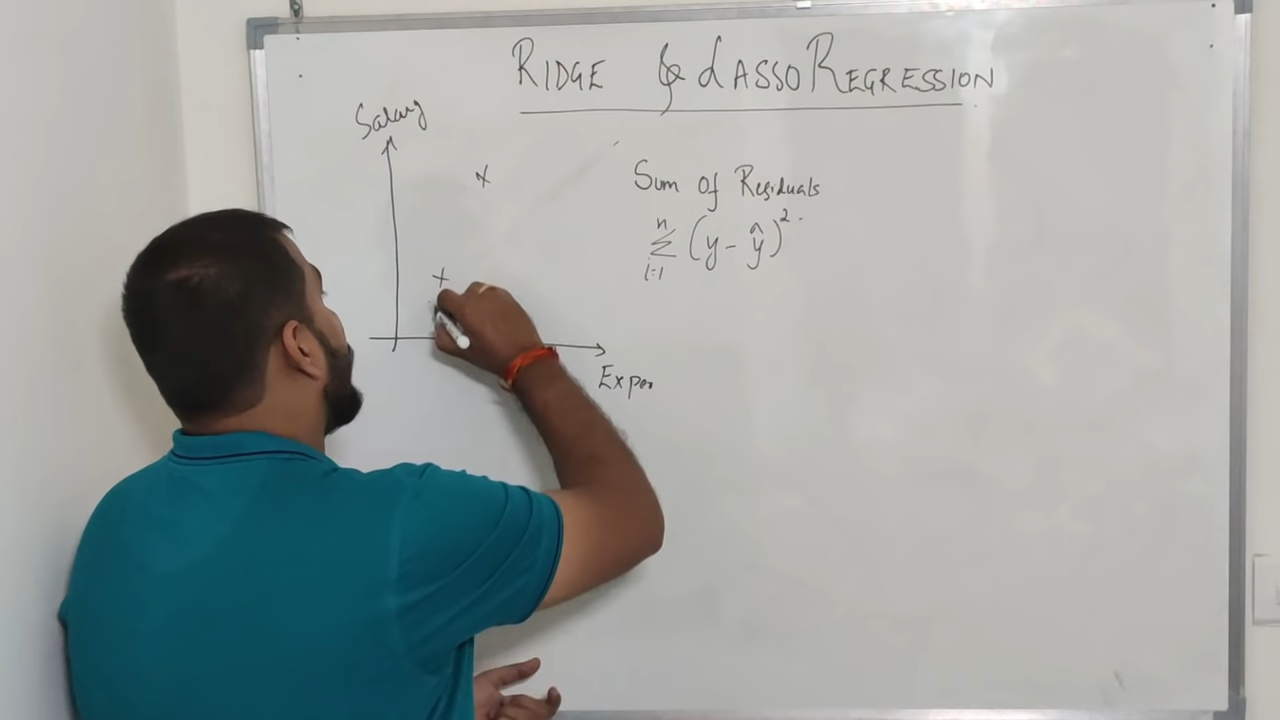 RIDGE & LASSO REGRESSION
Salary
Sum of Residuals
n
Σ (y - ŷ)²
i=1
Exper